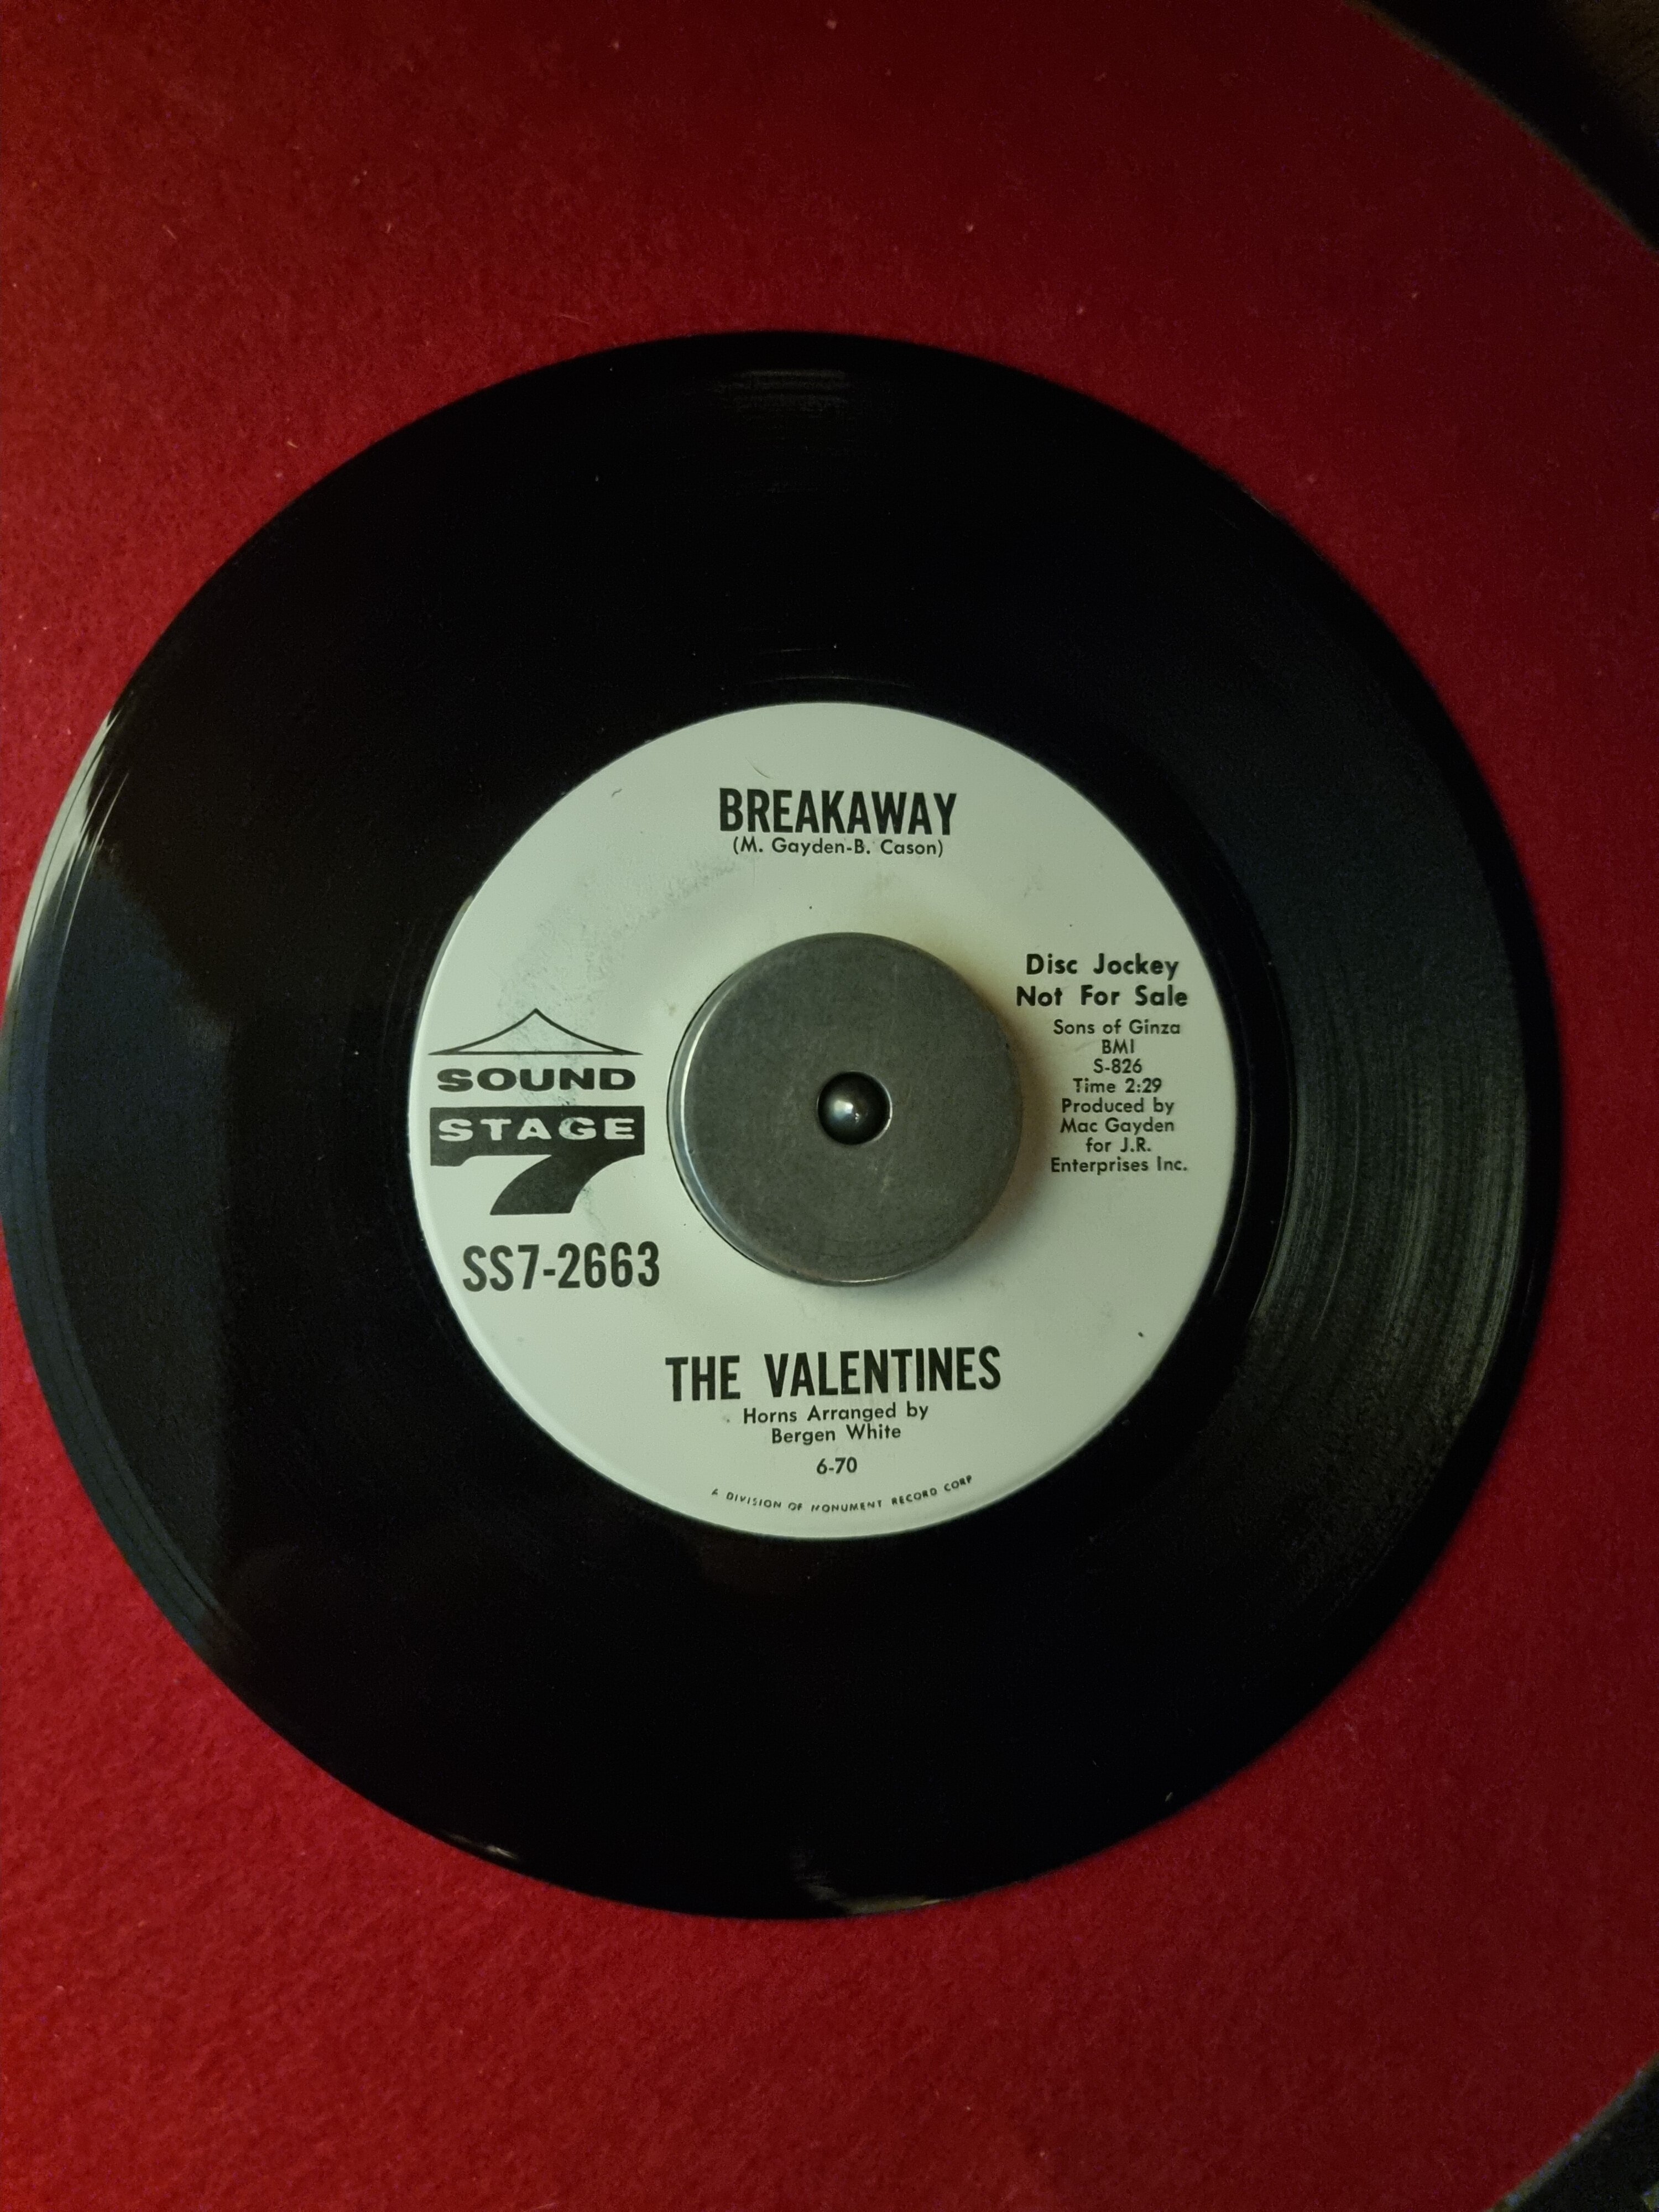 BREAKAWAY
(M. Gayden-B. Cason)
Disc Jockey
Not For Sale
Sons of Ginza
BMI
S-826
Time 2:29
Produced by
Mac Gayden
for J.R.
Enterprises Inc.
SOUND
STAGE
7
SS7-2663
THE VALENTINES
Horns Arranged by
Bergen White
6-70
A DIVISION OF MONUMENT RECORD CORP